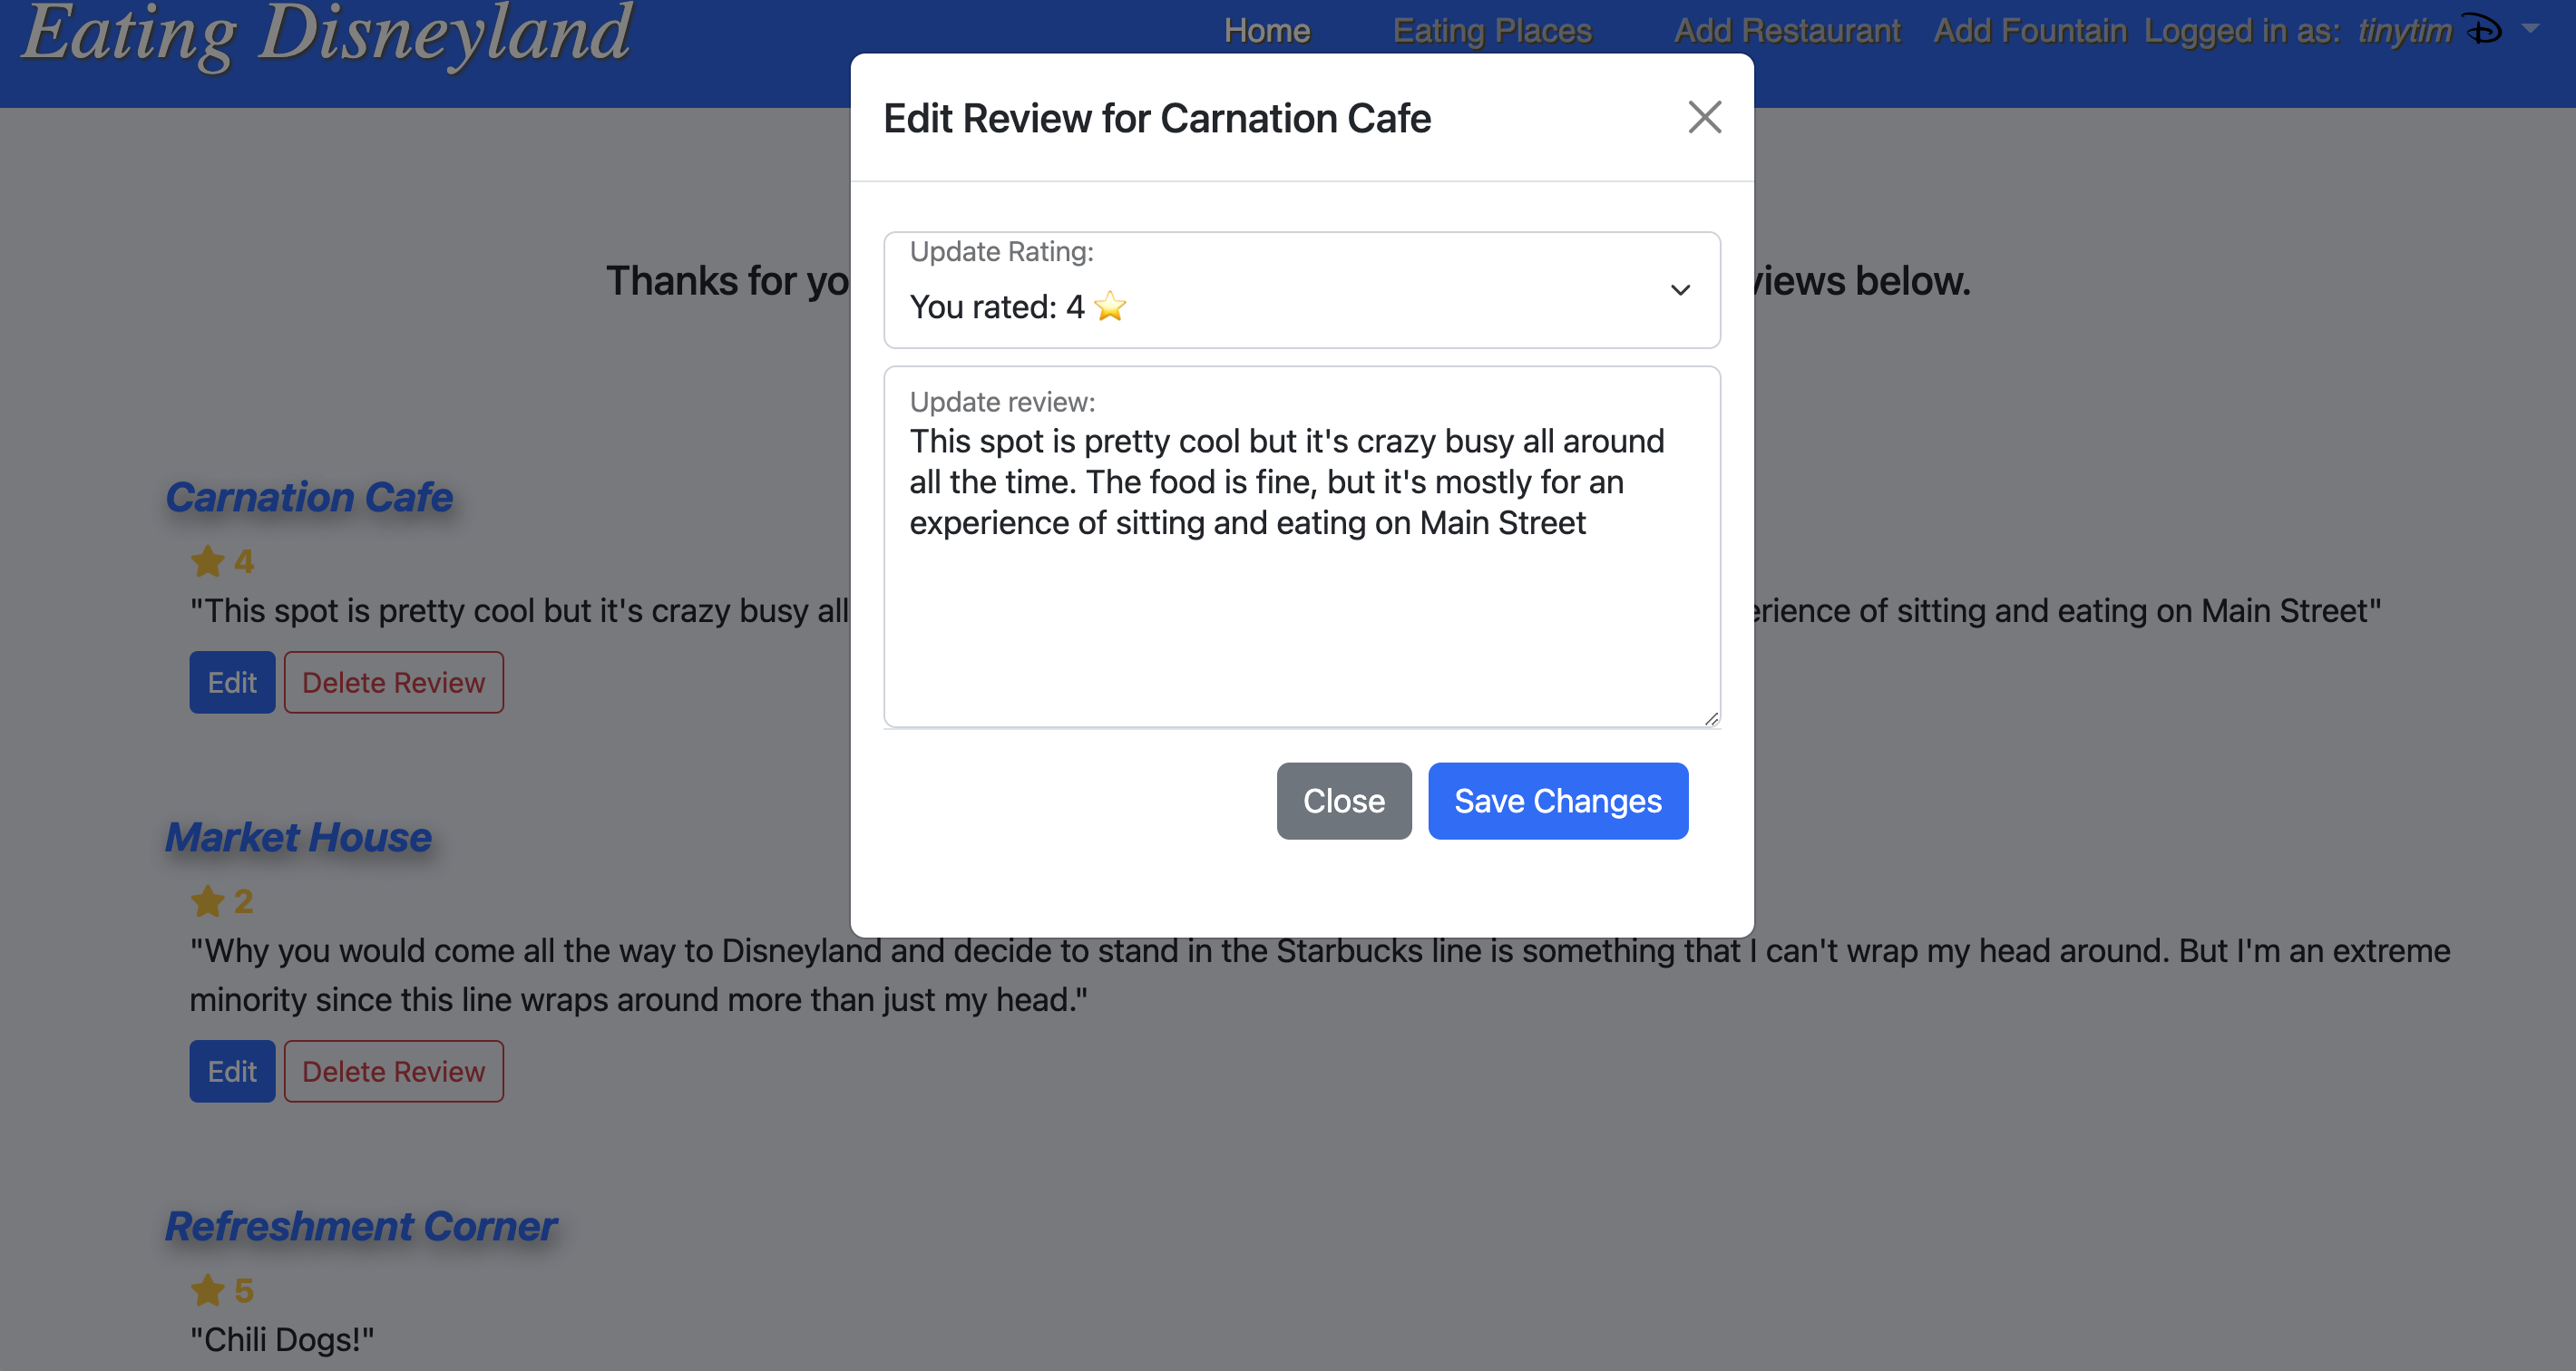 Eating Disneyland
Home Eating Places Add Restaurant Add Fountain Logged in as: tinytim
Edit Review for Carnation Cafe
Update Rating:
You rated: 4 ⭐
Update review:
This spot is pretty cool but it's crazy busy all around
all the time. The food is fine, but it's mostly for an
experience of sitting and eating on Main Street
Close Save Changes
Thanks for below.
Carnation Cafe
4
"This spot is pretty cool but it's crazy busy all of sitting and eating on Main Street"
Edit Delete Review
Market House
2
"Why you would come all the way to Disneyland and decide to stand in the Starbucks line is something that I can't wrap my head around. But I'm an extreme
minority since this line wraps around more than just my head."
Edit Delete Review
Refreshment Corner
5
"Chili Dogs!"